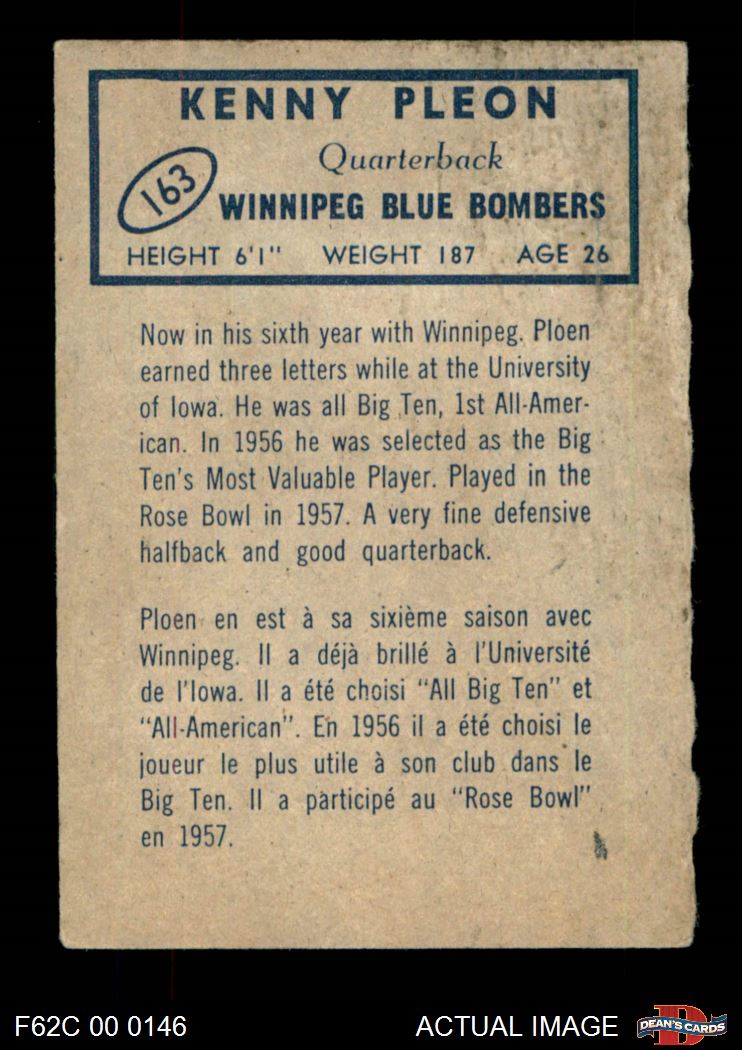 KENNY PLEON
Quarterback
163
WINNIPEG BLUE BOMBERS
HEIGHT 6'1" WEIGHT 187 AGE 26
Now in his sixth year with Winnipeg. Ploen
earned three letters while at the University
of Iowa. He was all Big Ten, 1st All-Amer-
ican. In 1956 he was selected as the Big
Ten's Most Valuable Player. Played in the
Rose Bowl in 1957. A very fine defensive
halfback and good quarterback.
Ploen en est à sa sixième saison avec
Winnipeg. Il a déjà brillé à l'Université
de l'Iowa. Il a été choisi "All Big Ten" et
"All-American". En 1956 il a été choisi le
joueur le plus utile à son club dans le
Big Ten. Il a participé au "Rose Bowl"
en 1957.
F62C 00 0146
ACTUAL IMAGE
D
DEAN'S CARDS